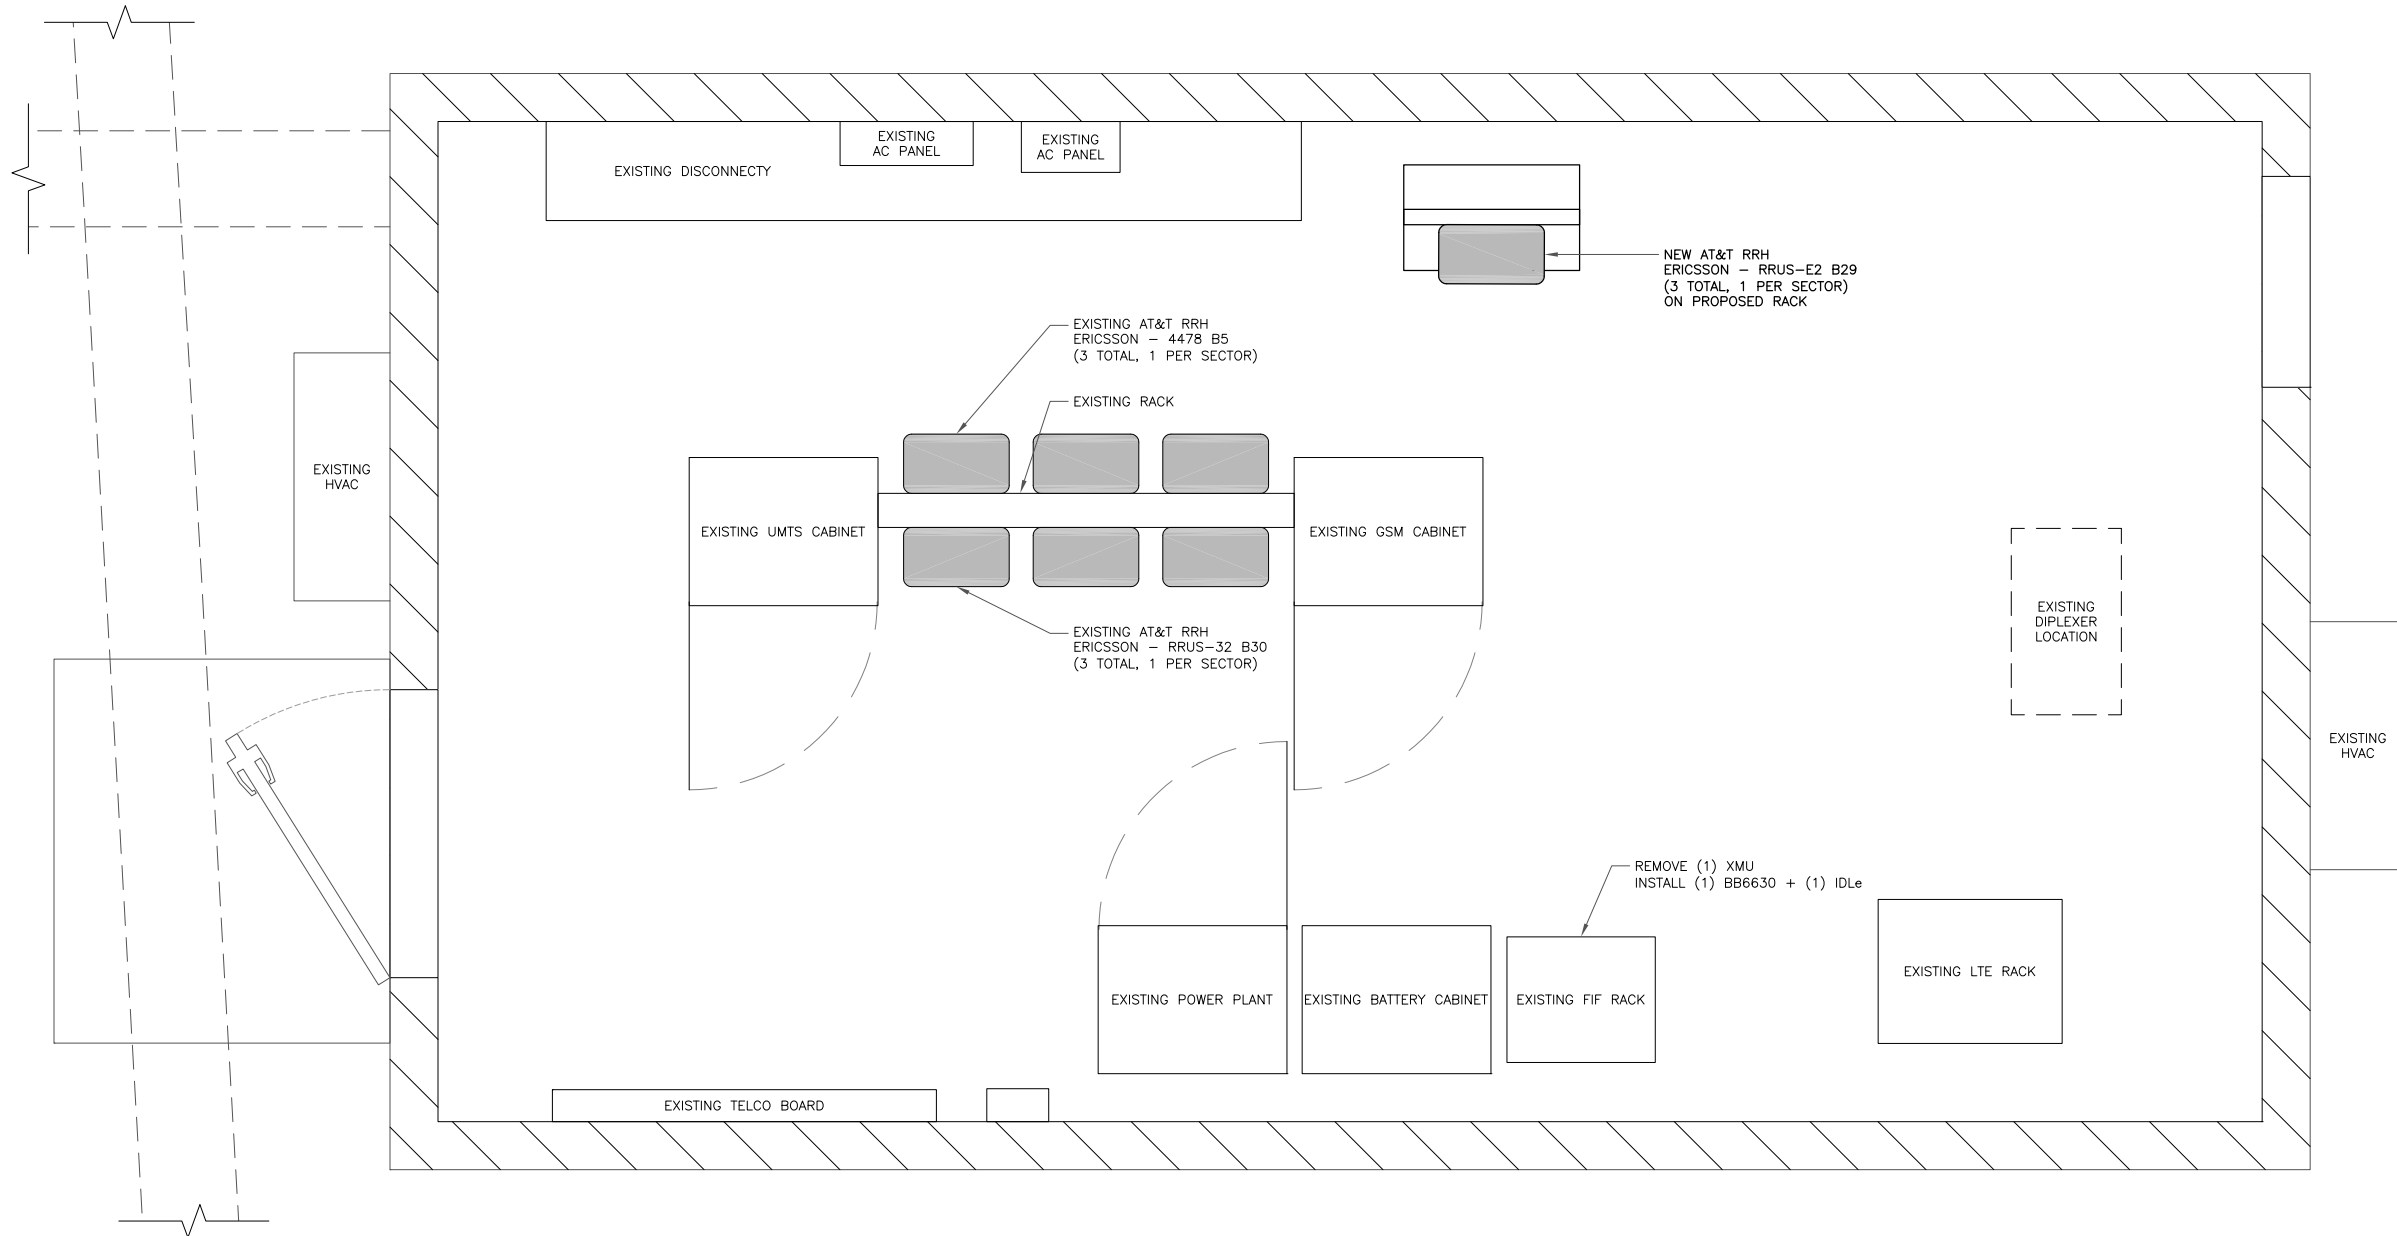 EXISTING
AC PANEL
EXISTING
AC PANEL
EXISTING DISCONNECTY
NEW AT&T RRH
ERICSSON – RRUS–E2 B29
(3 TOTAL, 1 PER SECTOR)
ON PROPOSED RACK
EXISTING AT&T RRH
ERICSSON – 4478 B5
(3 TOTAL, 1 PER SECTOR)
EXISTING RACK
EXISTING
HVAC
EXISTING UMTS CABINET
EXISTING GSM CABINET
EXISTING
DIPLEXER
LOCATION
EXISTING AT&T RRH
ERICSSON – RRUS–32 B30
(3 TOTAL, 1 PER SECTOR)
EXISTING
HVAC
REMOVE (1) XMU
INSTALL (1) BB6630 + (1) IDLe
EXISTING LTE RACK
EXISTING POWER PLANT
EXISTING BATTERY CABINET
EXISTING FIF RACK
EXISTING TELCO BOARD